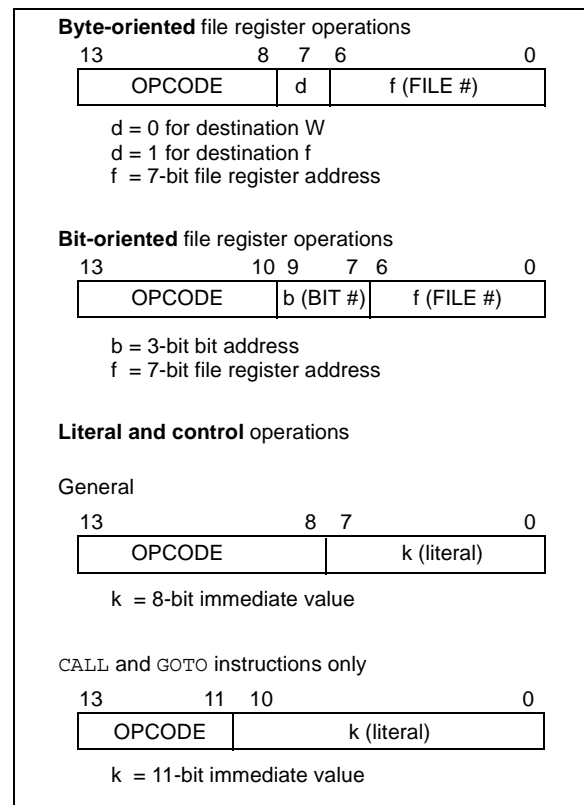 Byte-oriented file register operations
13 8 7 6 0
OPCODE d f (FILE #)
d = 0 for destination W
d = 1 for destination f
f = 7-bit file register address
Bit-oriented file register operations
13 10 9 7 6 0
OPCODE b (BIT #) f (FILE #)
b = 3-bit bit address
f = 7-bit file register address
Literal and control operations
General
13 8 7 0
OPCODE k (literal)
k = 8-bit immediate value
CALL and GOTO instructions only
13 11 10 0
OPCODE k (literal)
k = 11-bit immediate value